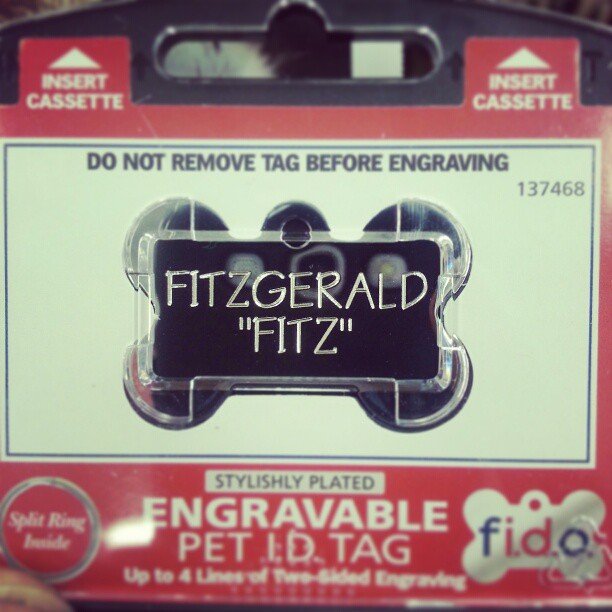 INSERT
CASSETTE
INSERT
CASSETTE
DO NOT REMOVE TAG BEFORE ENGRAVING
137468
FITZGERALD
"FITZ"
STYLISHLY PLATED
Split Ring
Inside
ENGRAVABLE
PET I.D. TAG
Up to 4 Lines of Two-Sided Engraving
fi.d.o.